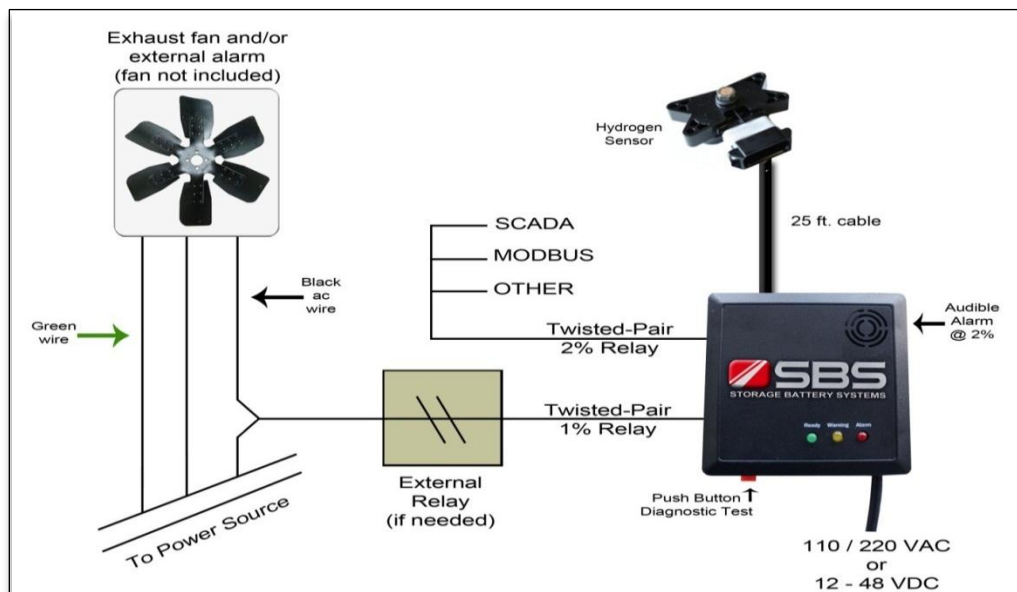 Exhaust fan and/or
external alarm
(fan not included)
Hydrogen
Sensor
25 ft. cable
SCADA
MODBUS
OTHER
Black
ac
wire
Green
wire
Twisted-Pair
2% Relay
Audible
Alarm
@ 2%
SBS
STORAGE BATTERY SYSTEMS
Ready Warning Alarm
Twisted-Pair
1% Relay
External
Relay
(if needed)
Push Button
Diagnostic Test
To Power Source
110 / 220 VAC
or
12 - 48 VDC